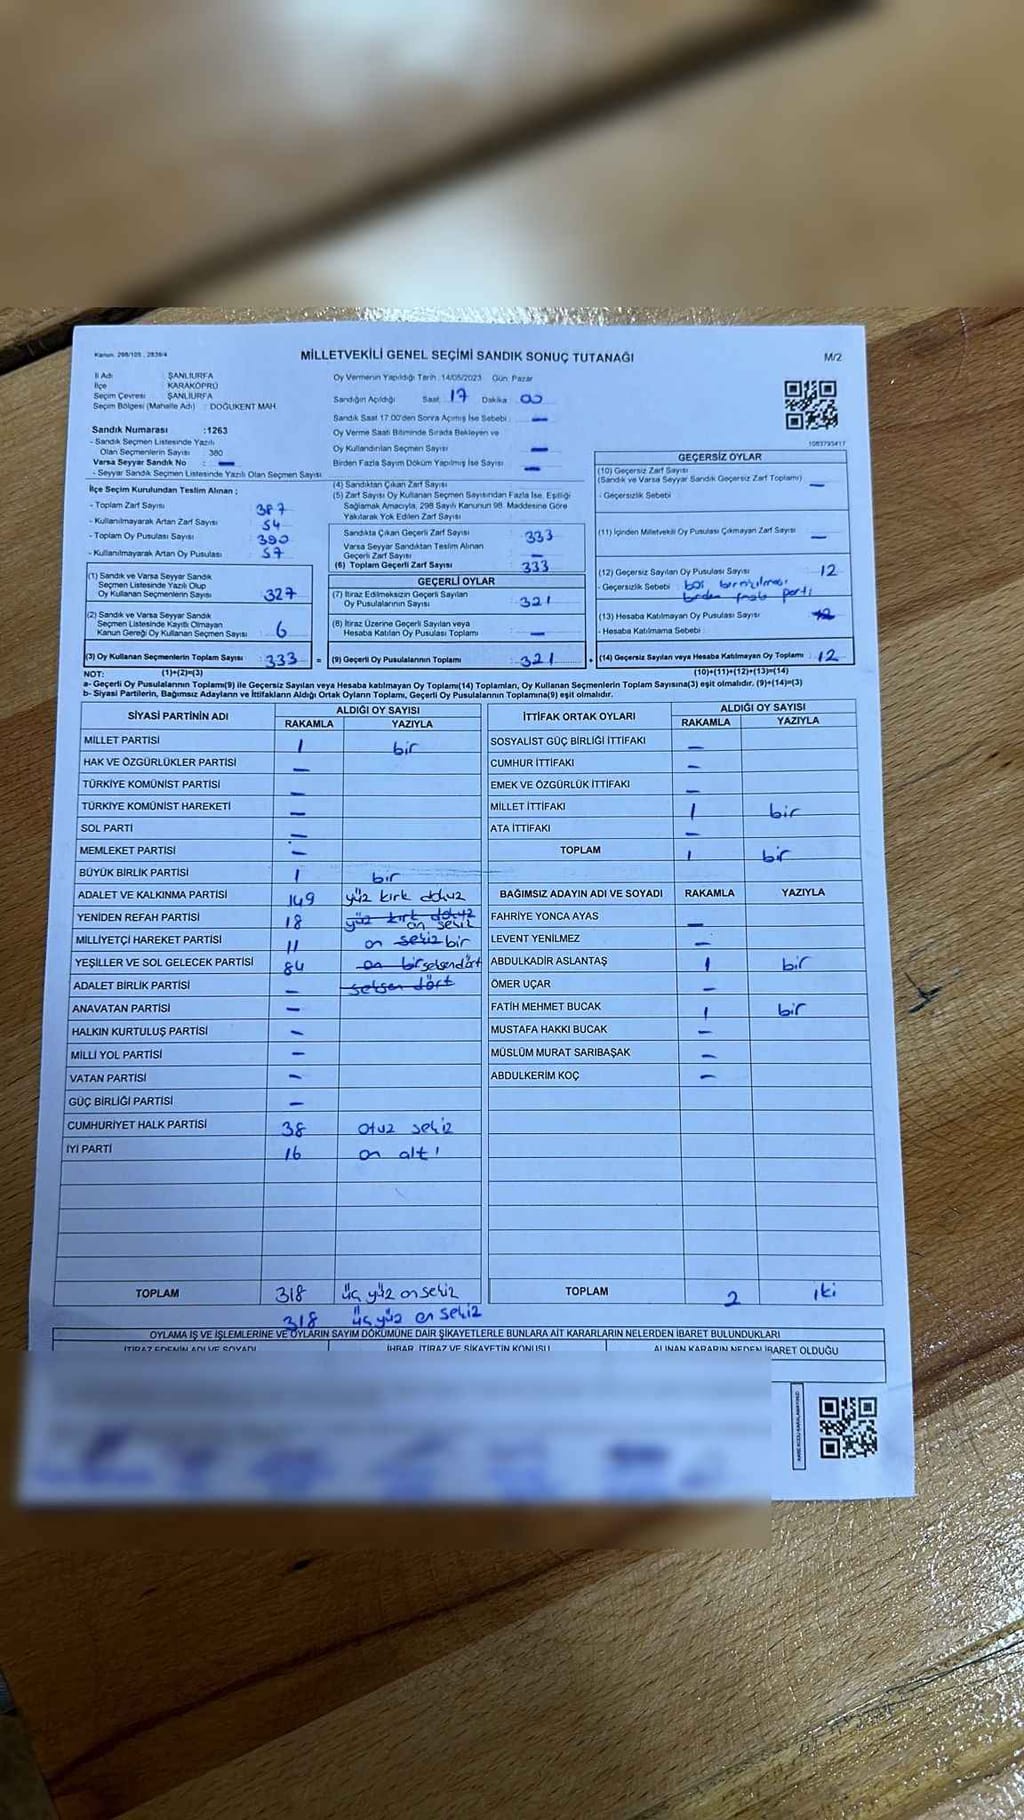 Kanun. 298/105, 2839/4
MİLLETVEKİLİ GENEL SEÇİMİ SANDIK SONUÇ TUTANAĞI
M/2
İl Adı : ŞANLIURFA
İlçe : KARAKÖPRÜ
Seçim Çevresi : ŞANLIURFA
Seçim Bölgesi (Mahalle Adı) : DOĞUKENT MAH.
Sandık Numarası :1263
- Sandık Seçmen Listesinde Yazılı
Olan Seçmenlerin Sayısı : 380
Varsa Seyyar Sandık No : —
- Seyyar Sandık Seçmen Listesinde Yazılı Olan Seçmen Sayısı
Oy Vermenin Yapıldığı Tarih :14/05/2023 Gün: Pazar
Sandığın Açıldığı Saat 17 Dakika 00
Sandık Saat 17.00'den Sonra Açılmış İse Sebebi : —
Oy Verme Saati Bitiminde Sırada Bekleyen ve
Oy Kullandırılan Seçmen Sayısı —
Birden Fazla Sayım Döküm Yapılmış İse Sayısı —
1083793417
İlçe Seçim Kurulundan Teslim Alınan :
- Toplam Zarf Sayısı 387
- Kullanılmayarak Artan Zarf Sayısı 54
- Toplam Oy Pusulası Sayısı 390
- Kullanılmayarak Artan Oy Pusulası 57
(1) Sandık ve Varsa Seyyar Sandık
Seçmen Listesinde Yazılı Olup
Oy Kullanan Seçmenlerin Sayısı 327
(2) Sandık ve Varsa Seyyar Sandık
Seçmen Listesinde Kayıtlı Olmayan
Kanun Gereği Oy Kullanan Seçmen Sayısı 6
(3) Oy Kullanan Seçmenlerin Toplam Sayısı 333 =
(4) Sandıktan Çıkan Zarf Sayısı
(5) Zarf Sayısı Oy Kullanan Seçmen Sayısından Fazla İse, Eşitliği
Sağlamak Amacıyla, 298 Sayılı Kanunun 98. Maddesine Göre
Yakılarak Yok Edilen Zarf Sayısı
Sandıkta Çıkan Geçerli Zarf Sayısı 333
Varsa Seyyar Sandıktan Teslim Alınan
Geçerli Zarf Sayısı —
(6) Toplam Geçerli Zarf Sayısı 333
GEÇERLİ OYLAR
(7) İtiraz Edilmeksizin Geçerli Sayılan
Oy Pusulalarının Sayısı 321
(8) İtiraz Üzerine Geçerli Sayılan veya
Hesaba Katılan Oy Pusulası Toplamı —
(9) Geçerli Oy Pusulalarının Toplamı 321 +
GEÇERSİZ OYLAR
(10) Geçersiz Zarf Sayısı
(Sandık ve Varsa Seyyar Sandık Geçersiz Zarf Toplamı) —
- Geçersizlik Sebebi :
(11) İçinden Milletvekili Oy Pusulası Çıkmayan Zarf Sayısı —
(12) Geçersiz Sayılan Oy Pusulası Sayısı 12
- Geçersizlik Sebebi : boş bırakılması
birden fazla parti
(13) Hesaba Katılmayan Oy Pusulası Sayısı 12
- Hesaba Katılmama Sebebi :
(14) Geçersiz Sayılan veya Hesaba Katılmayan Oy Toplamı 12
NOT: (1)+(2)=(3) (10)+(11)+(12)+(13)=(14)
a- Geçerli Oy Pusulalarının Toplamı(9) ile Geçersiz Sayılan veya Hesaba katılmayan Oy Toplamı(14) Toplamları, Oy Kullanan Seçmenlerin Toplam Sayısına(3) eşit olmalıdır. (9)+(14)=(3)
b- Siyasi Partilerin, Bağımsız Adayların ve İttifakların Aldığı Ortak Oyların Toplamı, Geçerli Oy Pusulalarının Toplamına(9) eşit olmalıdır.
SİYASİ PARTİNİN ADI ALDIĞI OY SAYISI
RAKAMLA YAZIYLA
MİLLET PARTİSİ 1 bir
HAK VE ÖZGÜRLÜKLER PARTİSİ —
TÜRKİYE KOMÜNİST PARTİSİ —
TÜRKİYE KOMÜNİST HAREKETİ —
SOL PARTİ —
MEMLEKET PARTİSİ —
BÜYÜK BİRLİK PARTİSİ 1 bir
ADALET VE KALKINMA PARTİSİ 149 yüz kırk dokuz
YENİDEN REFAH PARTİSİ 18 yüz kırk dokuz on sekiz
MİLLİYETÇİ HAREKET PARTİSİ 11 on sekiz bir
YEŞİLLER VE SOL GELECEK PARTİSİ 84 on bir seksendört
ADALET BİRLİK PARTİSİ — seksen dört
ANAVATAN PARTİSİ —
HALKIN KURTULUŞ PARTİSİ —
MİLLİ YOL PARTİSİ —
VATAN PARTİSİ —
GÜÇ BİRLİĞİ PARTİSİ —
CUMHURİYET HALK PARTİSİ 38 otuz sekiz
İYİ PARTİ 16 on altı
TOPLAM 318 üç yüz on sekiz
318 üç yüz on sekiz
İTTİFAK ORTAK OYLARI ALDIĞI OY SAYISI
RAKAMLA YAZIYLA
SOSYALİST GÜÇ BİRLİĞİ İTTİFAKI —
CUMHUR İTTİFAKI —
EMEK VE ÖZGÜRLÜK İTTİFAKI —
MİLLET İTTİFAKI 1 bir
ATA İTTİFAKI —
TOPLAM 1 bir
BAĞIMSIZ ADAYIN ADI VE SOYADI RAKAMLA YAZIYLA
FAHRİYE YONCA AYAS —
LEVENT YENİLMEZ —
ABDULKADİR ASLANTAŞ 1 bir
ÖMER UÇAR —
FATİH MEHMET BUCAK 1 bir
MUSTAFA HAKKI BUCAK —
MÜSLÜM MURAT SARIBAŞAK —
ABDULKERİM KOÇ —
TOPLAM 2 iki
OYLAMA İŞ VE İŞLEMLERİNE VE OYLARIN SAYIM DÖKÜMÜNE DAİR ŞİKAYETLERLE BUNLARA AİT KARARLARIN NELERDEN İBARET BULUNDUKLARI
İTİRAZ EDENİN ADI VE SOYADI İHBAR, İTİRAZ VE ŞİKAYETİN KONUSU ALINAN KARARIN NEDEN İBARET OLDUĞU